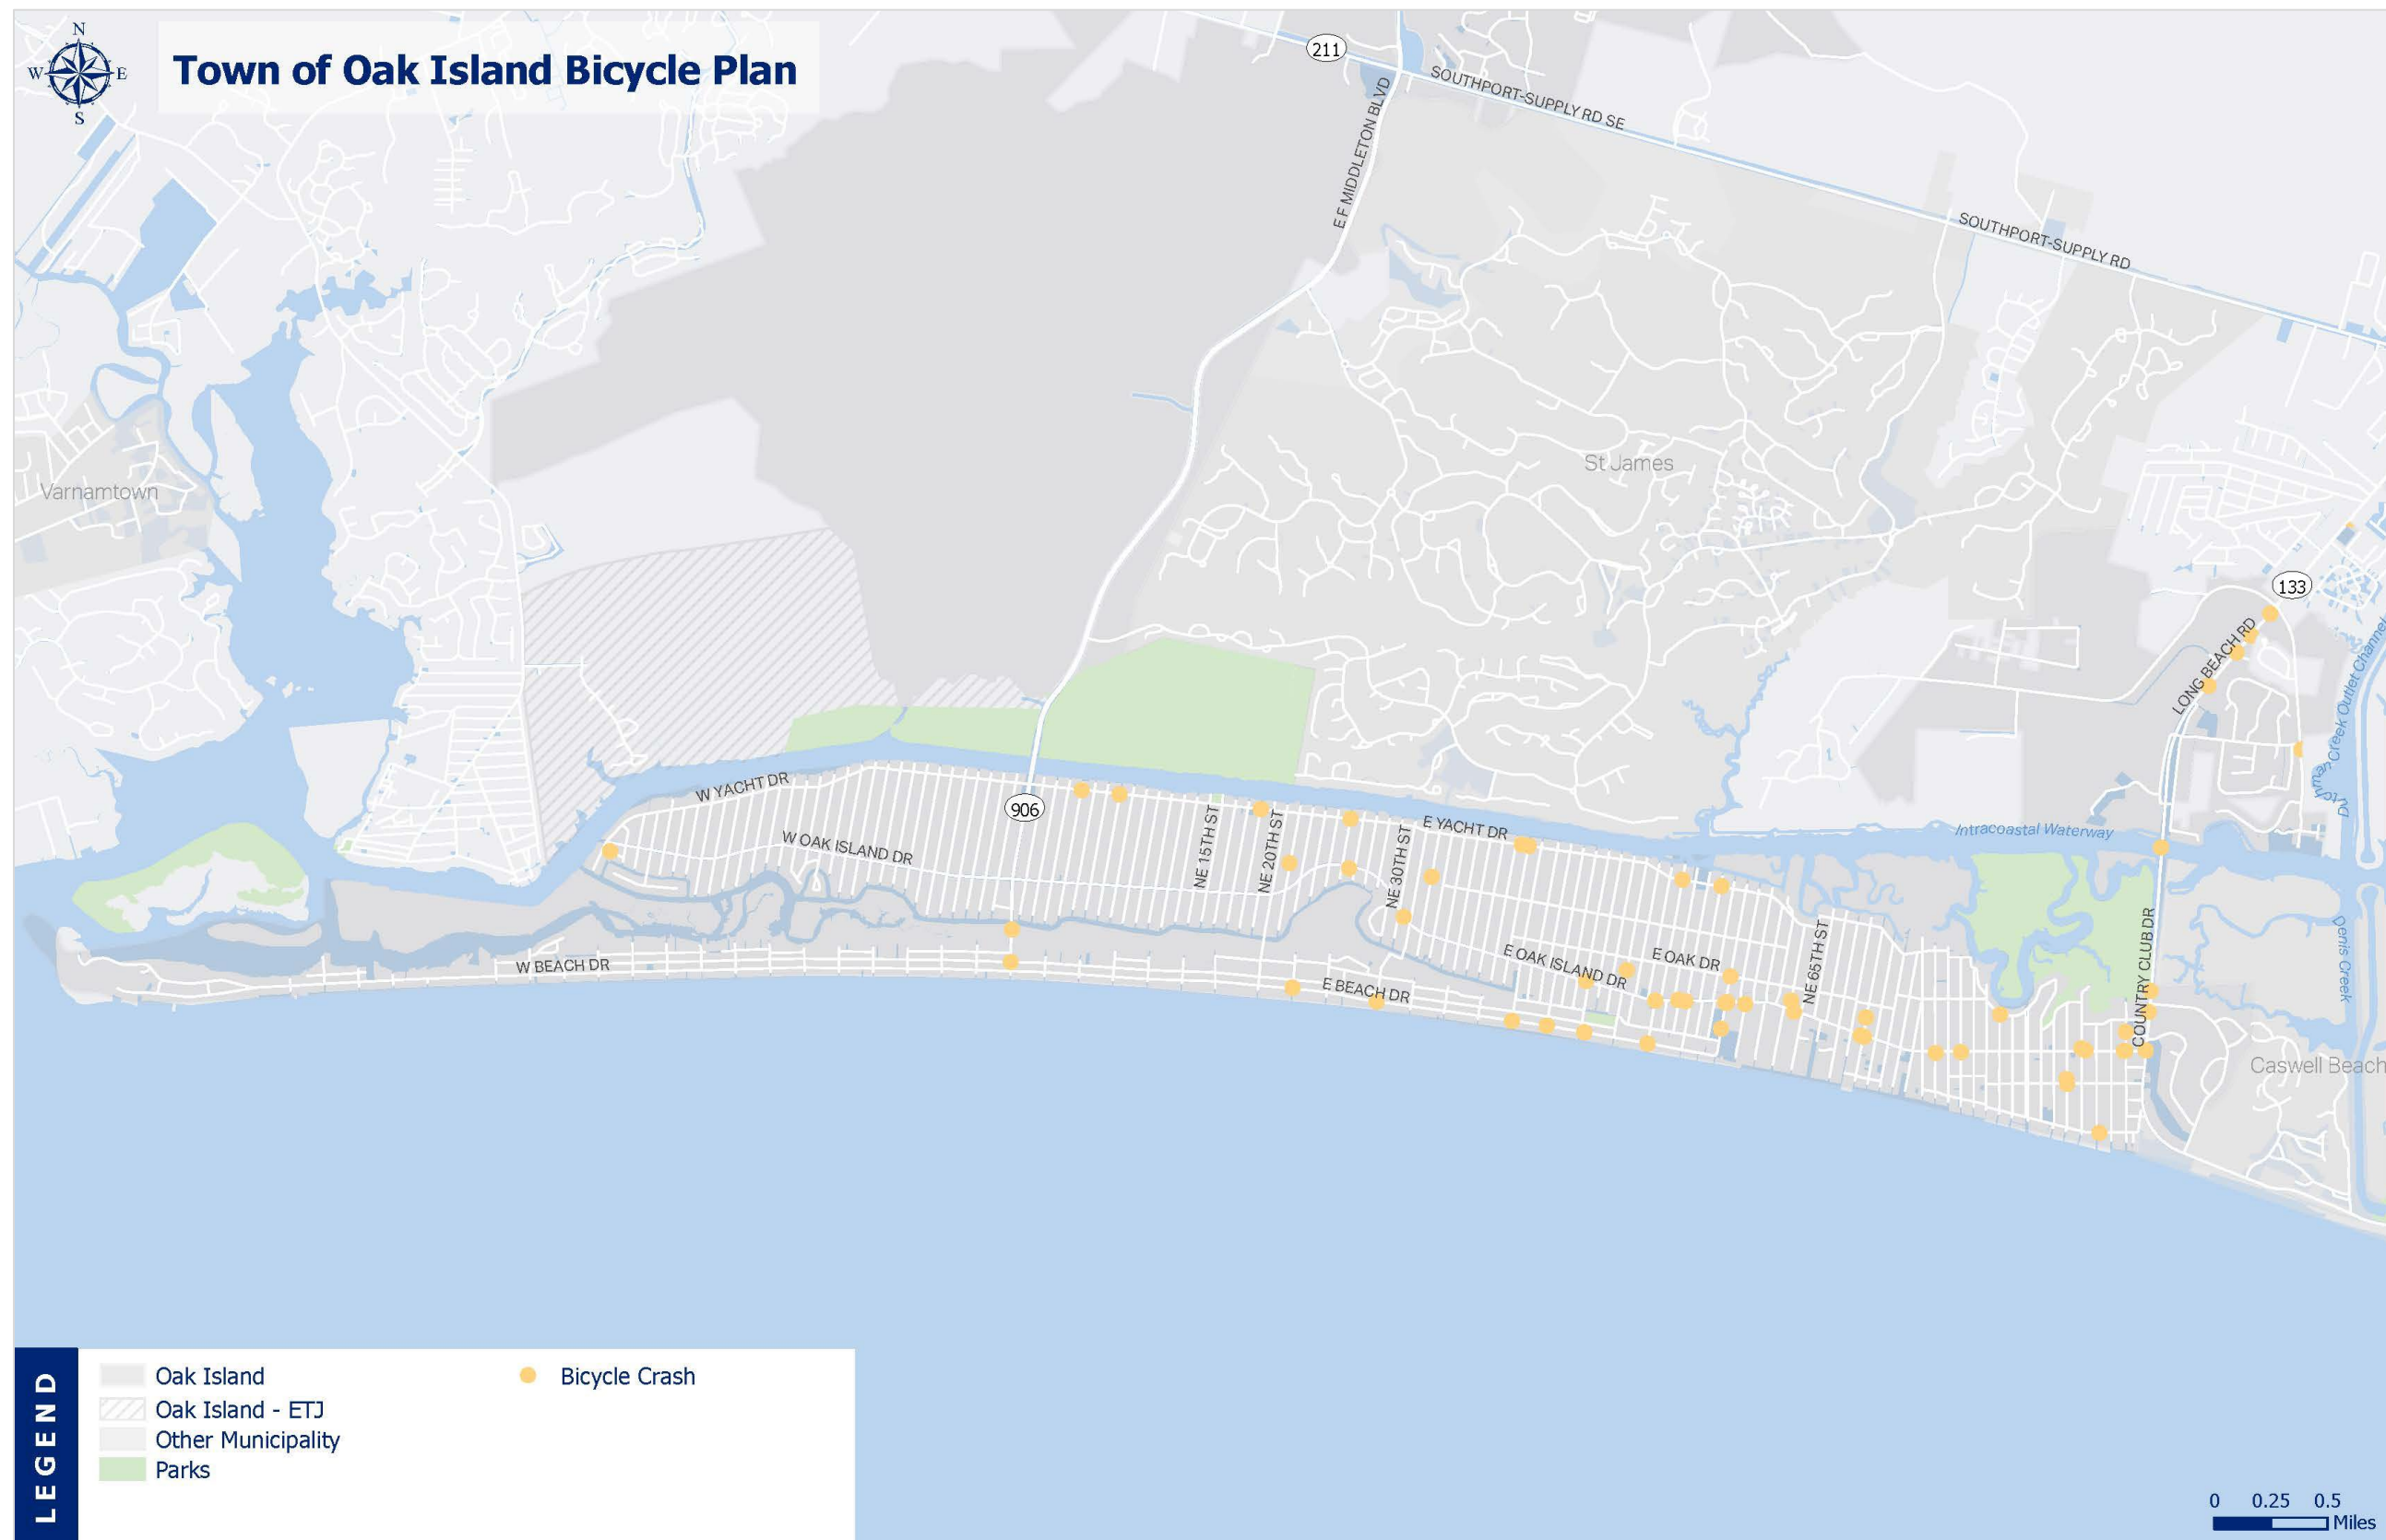 N
W E
S
Town of Oak Island Bicycle Plan
211
SOUTHPORT-SUPPLY RD SE
E F MIDDLETON BLVD
SOUTHPORT-SUPPLY RD
St James
Varnamtown
133
LONG BEACH RD
Dutchman Creek Outlet Channel
W YACHT DR
906
W OAK ISLAND DR
NE 15TH ST
NE 20TH ST
NE 30TH ST
E YACHT DR
Intracoastal Waterway
W BEACH DR
E BEACH DR
E OAK ISLAND DR
E OAK DR
NE 65TH ST
COUNTRY CLUB DR
Denis Creek
Caswell Beach
LEGEND
Oak Island
Oak Island - ETJ
Other Municipality
Parks
Bicycle Crash
0 0.25 0.5
Miles